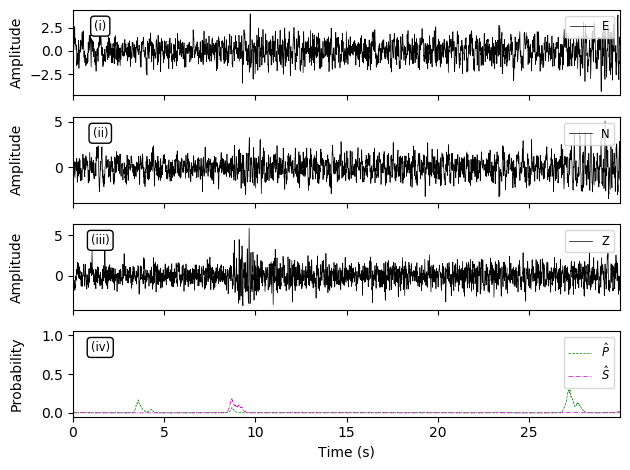 (i)
E
2.5
0.0
−2.5
Amplitude
(ii)
N
5
0
Amplitude
(iii)
Z
5
0
Amplitude
(iv)
P̂
Ŝ
1.0
0.5
0.0
Probability
0 5 10 15 20 25
Time (s)